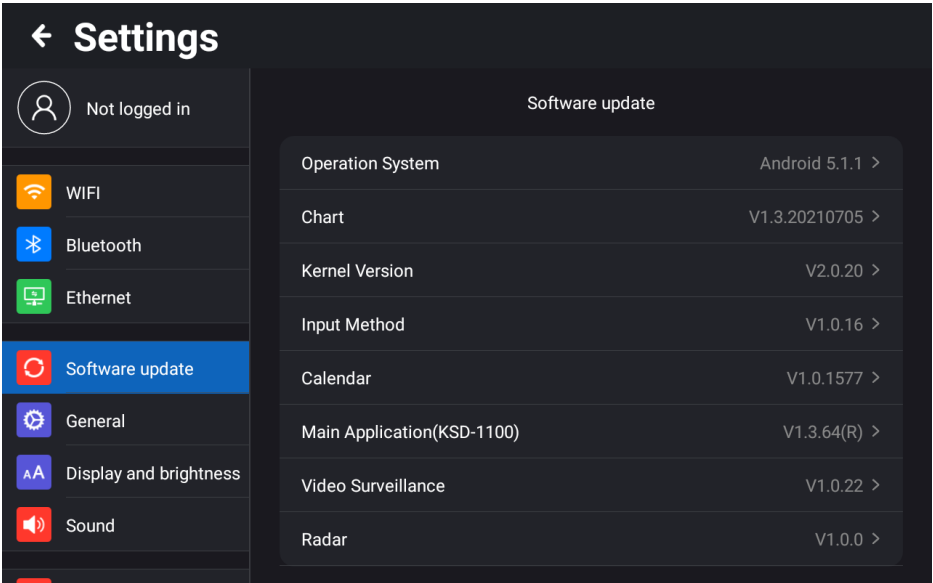 Settings
Not logged in
WIFI
Bluetooth
Ethernet
Software update
General
AA Display and brightness
Sound
Software update
Operation System Android 5.1.1 >
Chart V1.3.20210705 >
Kernel Version V2.0.20 >
Input Method V1.0.16 >
Calendar V1.0.1577 >
Main Application(KSD-1100) V1.3.64(R) >
Video Surveillance V1.0.22 >
Radar V1.0.0 >